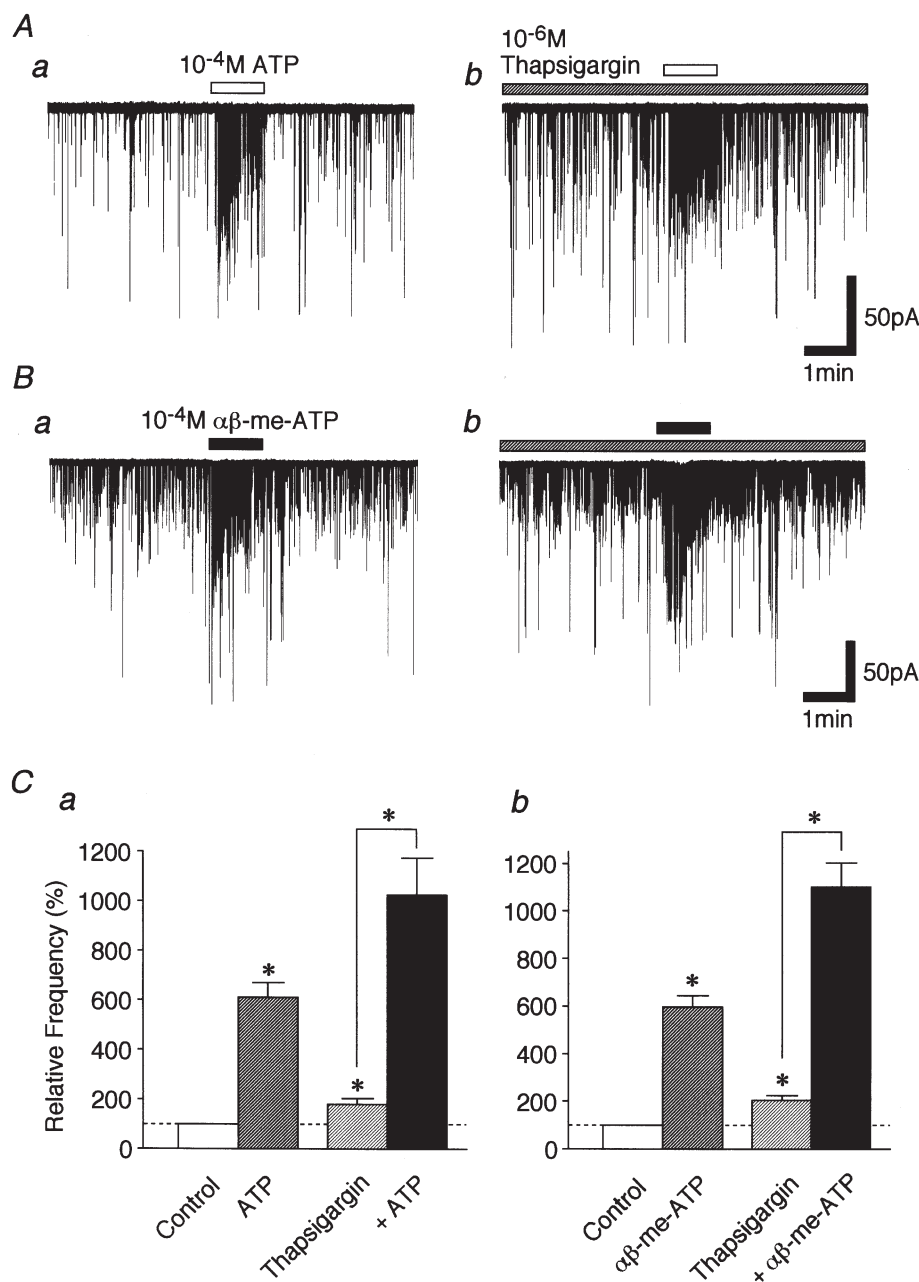 A
a
10-4M ATP
10-6M
Thapsigargin
b
50pA
1min
B
a
10-4M αβ-me-ATP
b
50pA
1min
C
a
*
Relative Frequency (%)
1200
1000
800
600
400
200
0
*
*
Control
ATP
Thapsigargin
+ ATP
b
*
1200
1000
800
600
400
200
0
*
*
Control
αβ-me-ATP
Thapsigargin
+ αβ-me-ATP